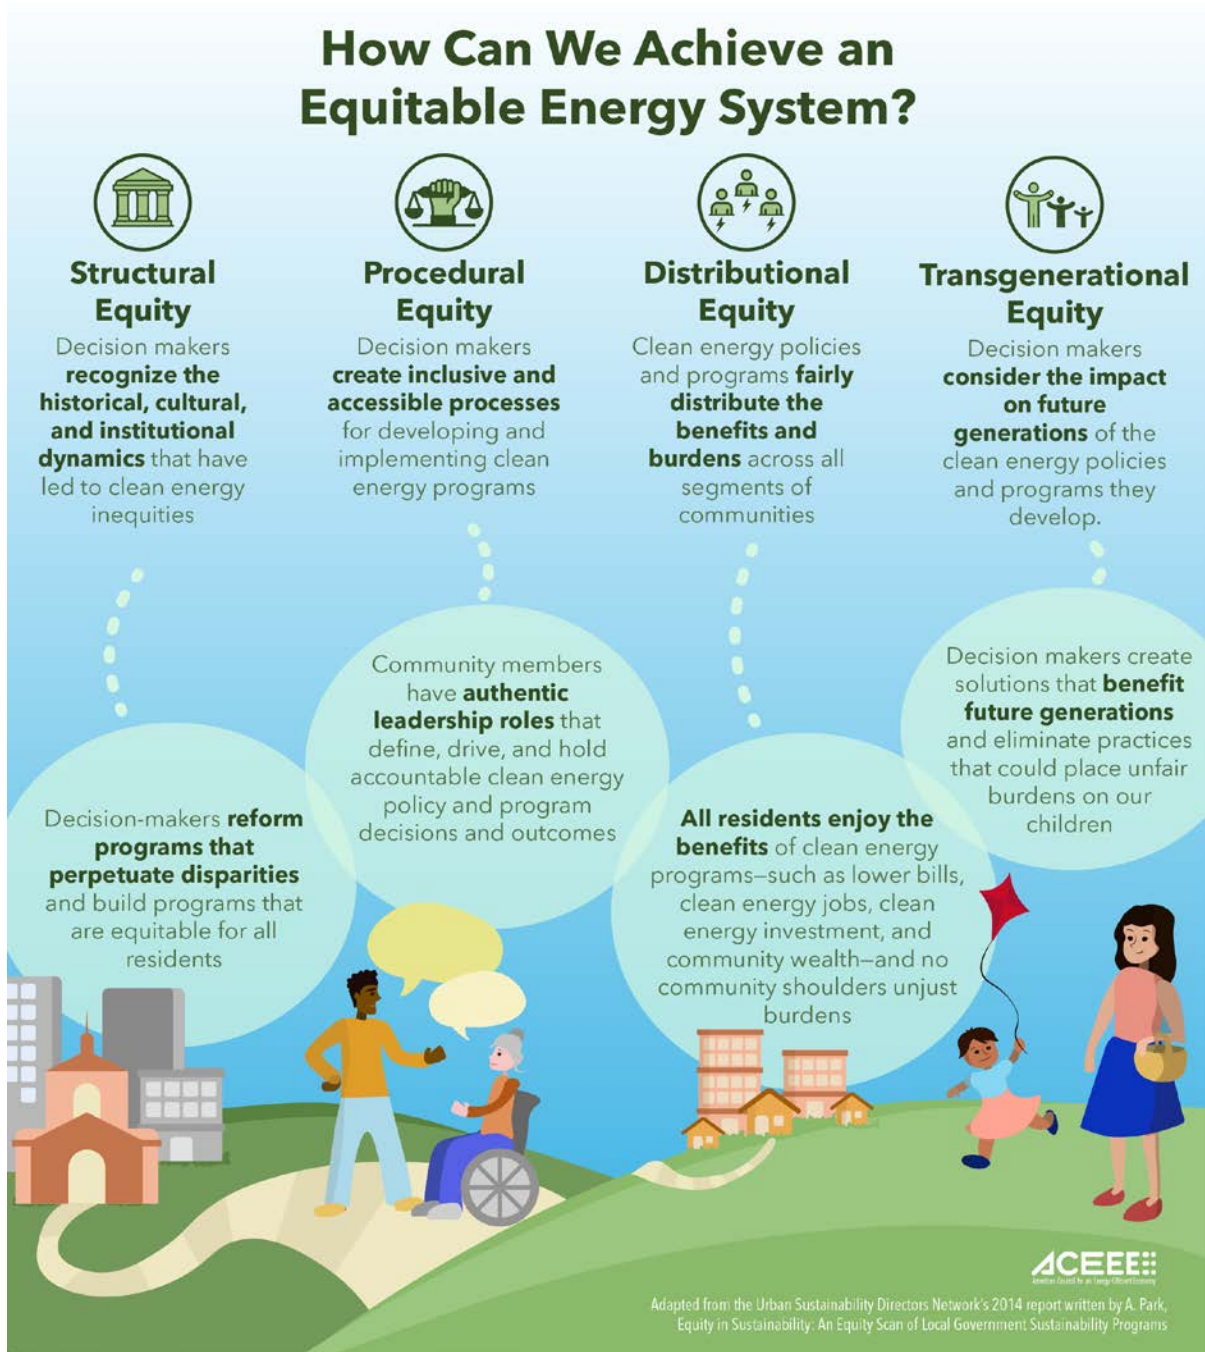 How Can We Achieve an
Equitable Energy System?
Structural
Equity
Decision makers
recognize the
historical, cultural,
and institutional
dynamics that have
led to clean energy
inequities
Procedural
Equity
Decision makers
create inclusive and
accessible processes
for developing and
implementing clean
energy programs
Distributional
Equity
Clean energy policies
and programs fairly
distribute the
benefits and
burdens across all
segments of
communities
Transgenerational
Equity
Decision makers
consider the impact
on future
generations of the
clean energy policies
and programs they
develop.
Decision-makers reform
programs that
perpetuate disparities
and build programs that
are equitable for all
residents
Community members
have authentic
leadership roles that
define, drive, and hold
accountable clean energy
policy and program
decisions and outcomes
All residents enjoy the
benefits of clean energy
programs—such as lower bills,
clean energy jobs, clean
energy investment, and
community wealth—and no
community shoulders unjust
burdens
Decision makers create
solutions that benefit
future generations
and eliminate practices
that could place unfair
burdens on our
children
ACEEE
American Council for an Energy-Efficient Economy
Adapted from the Urban Sustainability Directors Network's 2014 report written by A. Park,
Equity in Sustainability: An Equity Scan of Local Government Sustainability Programs